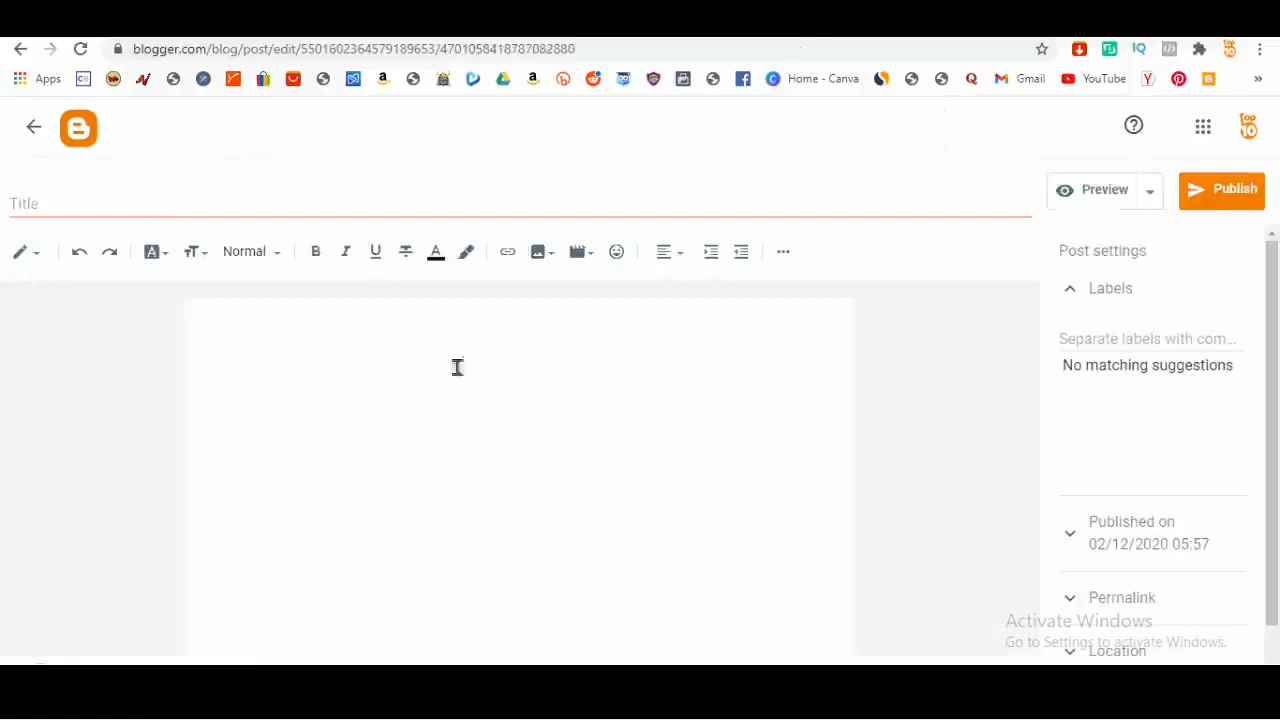 blogger.com/blog/post/edit/5501602364579189653/4701058418787082880
Apps
Home - Canva
Gmail
YouTube
Title
Preview
Publish
Normal
Post settings
Labels
Separate labels with com...
No matching suggestions
Published on
02/12/2020 05:57
Permalink
Activate Windows
Go to Settings to activate Windows.
Location